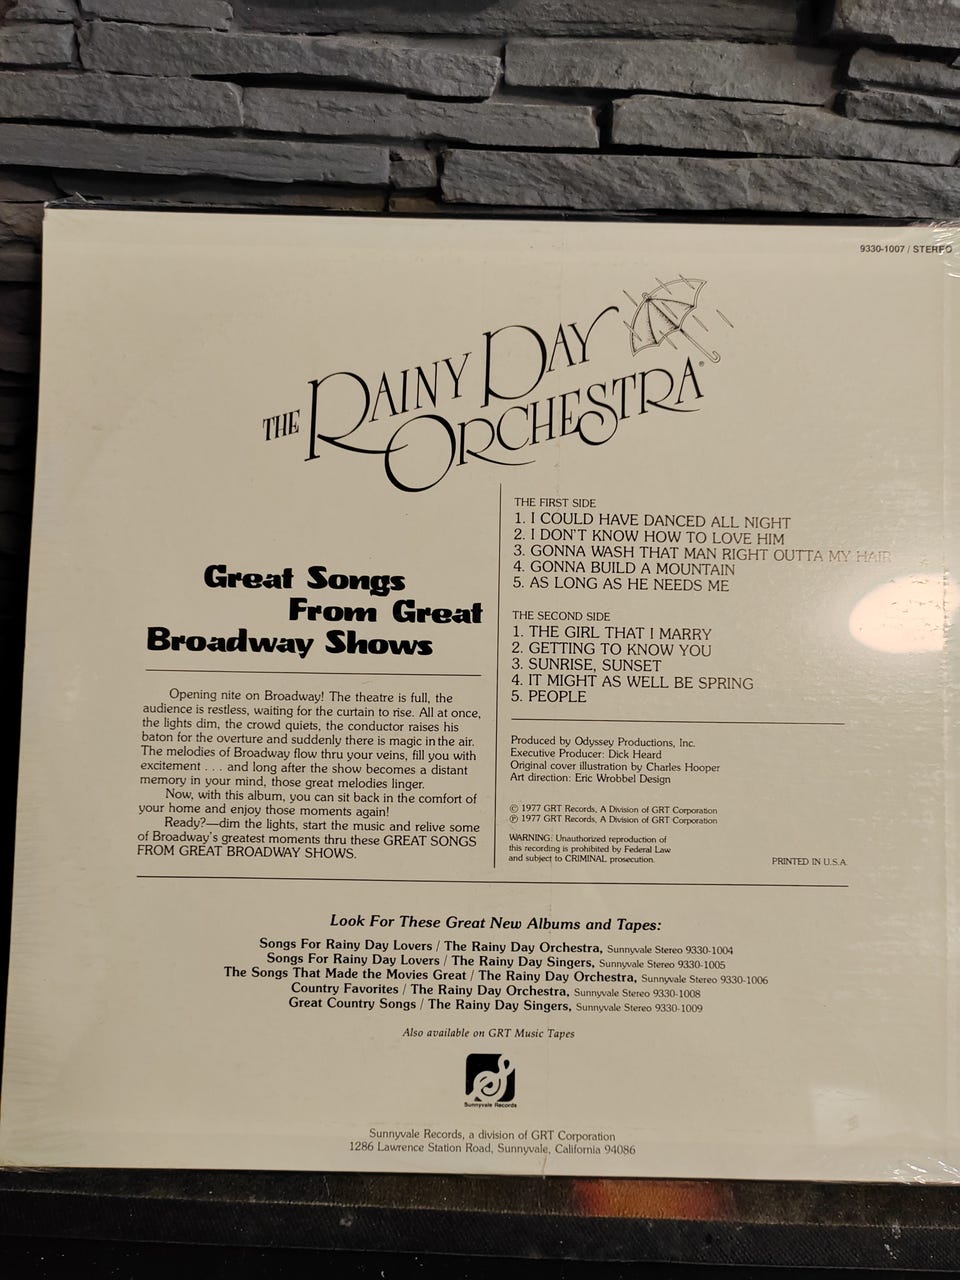 9330-1007 / STEREO
THE RAINY DAY
ORCHESTRA®
Great Songs
From Great
Broadway Shows
Opening nite on Broadway! The theatre is full, the
audience is restless, waiting for the curtain to rise. All at once,
the lights dim, the crowd quiets, the conductor raises his
baton for the overture and suddenly there is magic in the air.
The melodies of Broadway flow thru your veins, fill you with
excitement . . . and long after the show becomes a distant
memory in your mind, those great melodies linger.
Now, with this album, you can sit back in the comfort of
your home and enjoy those moments again!
Ready?—dim the lights, start the music and relive some
of Broadway's greatest moments thru these GREAT SONGS
FROM GREAT BROADWAY SHOWS.
THE FIRST SIDE
1. I COULD HAVE DANCED ALL NIGHT
2. I DON'T KNOW HOW TO LOVE HIM
3. GONNA WASH THAT MAN RIGHT OUTTA MY HAIR
4. GONNA BUILD A MOUNTAIN
5. AS LONG AS HE NEEDS ME
THE SECOND SIDE
1. THE GIRL THAT I MARRY
2. GETTING TO KNOW YOU
3. SUNRISE, SUNSET
4. IT MIGHT AS WELL BE SPRING
5. PEOPLE
Produced by Odyssey Productions, Inc.
Executive Producer: Dick Heard
Original cover illustration by Charles Hooper
Art direction: Eric Wrobbel Design
© 1977 GRT Records, A Division of GRT Corporation
℗ 1977 GRT Records, A Division of GRT Corporation
WARNING: Unauthorized reproduction of
this recording is prohibited by Federal Law
and subject to CRIMINAL prosecution.
PRINTED IN U.S.A.
Look For These Great New Albums and Tapes:
Songs For Rainy Day Lovers / The Rainy Day Orchestra, Sunnyvale Stereo 9330-1004
Songs For Rainy Day Lovers / The Rainy Day Singers, Sunnyvale Stereo 9330-1005
The Songs That Made the Movies Great / The Rainy Day Orchestra, Sunnyvale Stereo 9330-1006
Country Favorites / The Rainy Day Orchestra, Sunnyvale Stereo 9330-1008
Great Country Songs / The Rainy Day Singers, Sunnyvale Stereo 9330-1009
Also available on GRT Music Tapes
Sunnyvale Records
Sunnyvale Records, a division of GRT Corporation
1286 Lawrence Station Road, Sunnyvale, California 94086